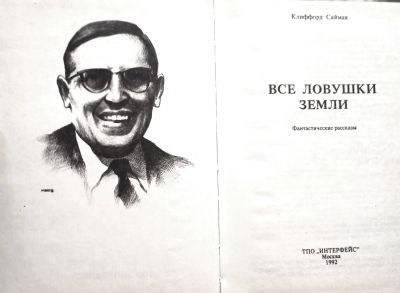 Клиффорд Саймак
ВСЕ ЛОВУШКИ
ЗЕМЛИ
Фантастические рассказы
ТПО „ИНТЕРФЕЙС"
Москва
1992